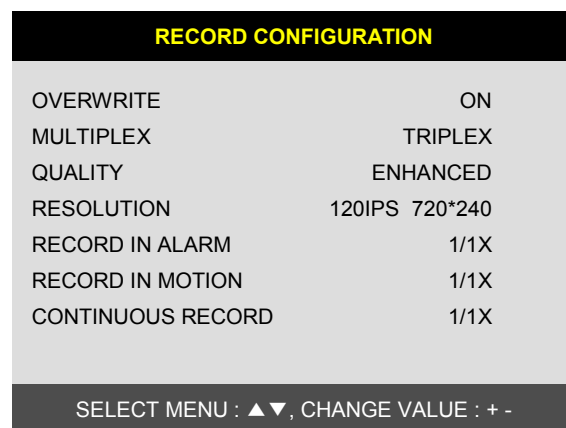 RECORD CONFIGURATION
OVERWRITE ON
MULTIPLEX TRIPLEX
QUALITY ENHANCED
RESOLUTION 120IPS 720*240
RECORD IN ALARM 1/1X
RECORD IN MOTION 1/1X
CONTINUOUS RECORD 1/1X
SELECT MENU : ▲▼, CHANGE VALUE : + -